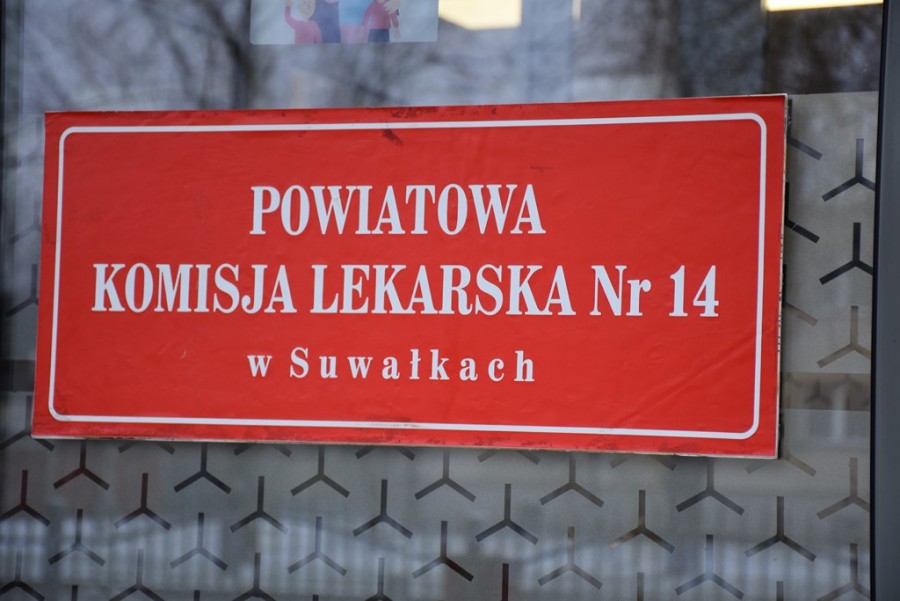 POWIATOWA
KOMISJA LEKARSKA Nr 14
w Suwałkach